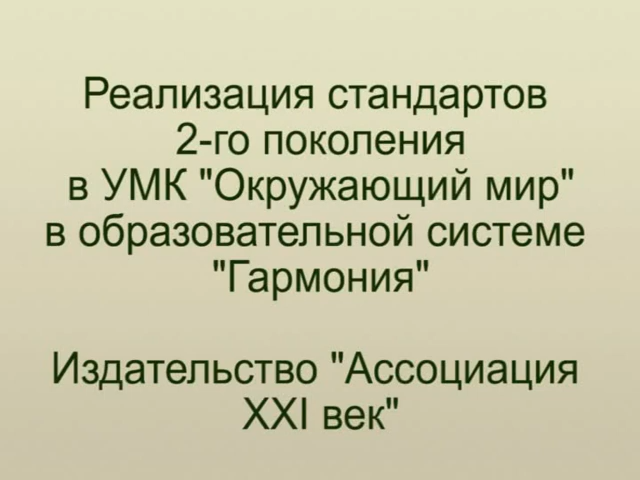 Реализация стандартов
2-го поколения
в УМК "Окружающий мир"
в образовательной системе
"Гармония"
Издательство "Ассоциация
XXI век"